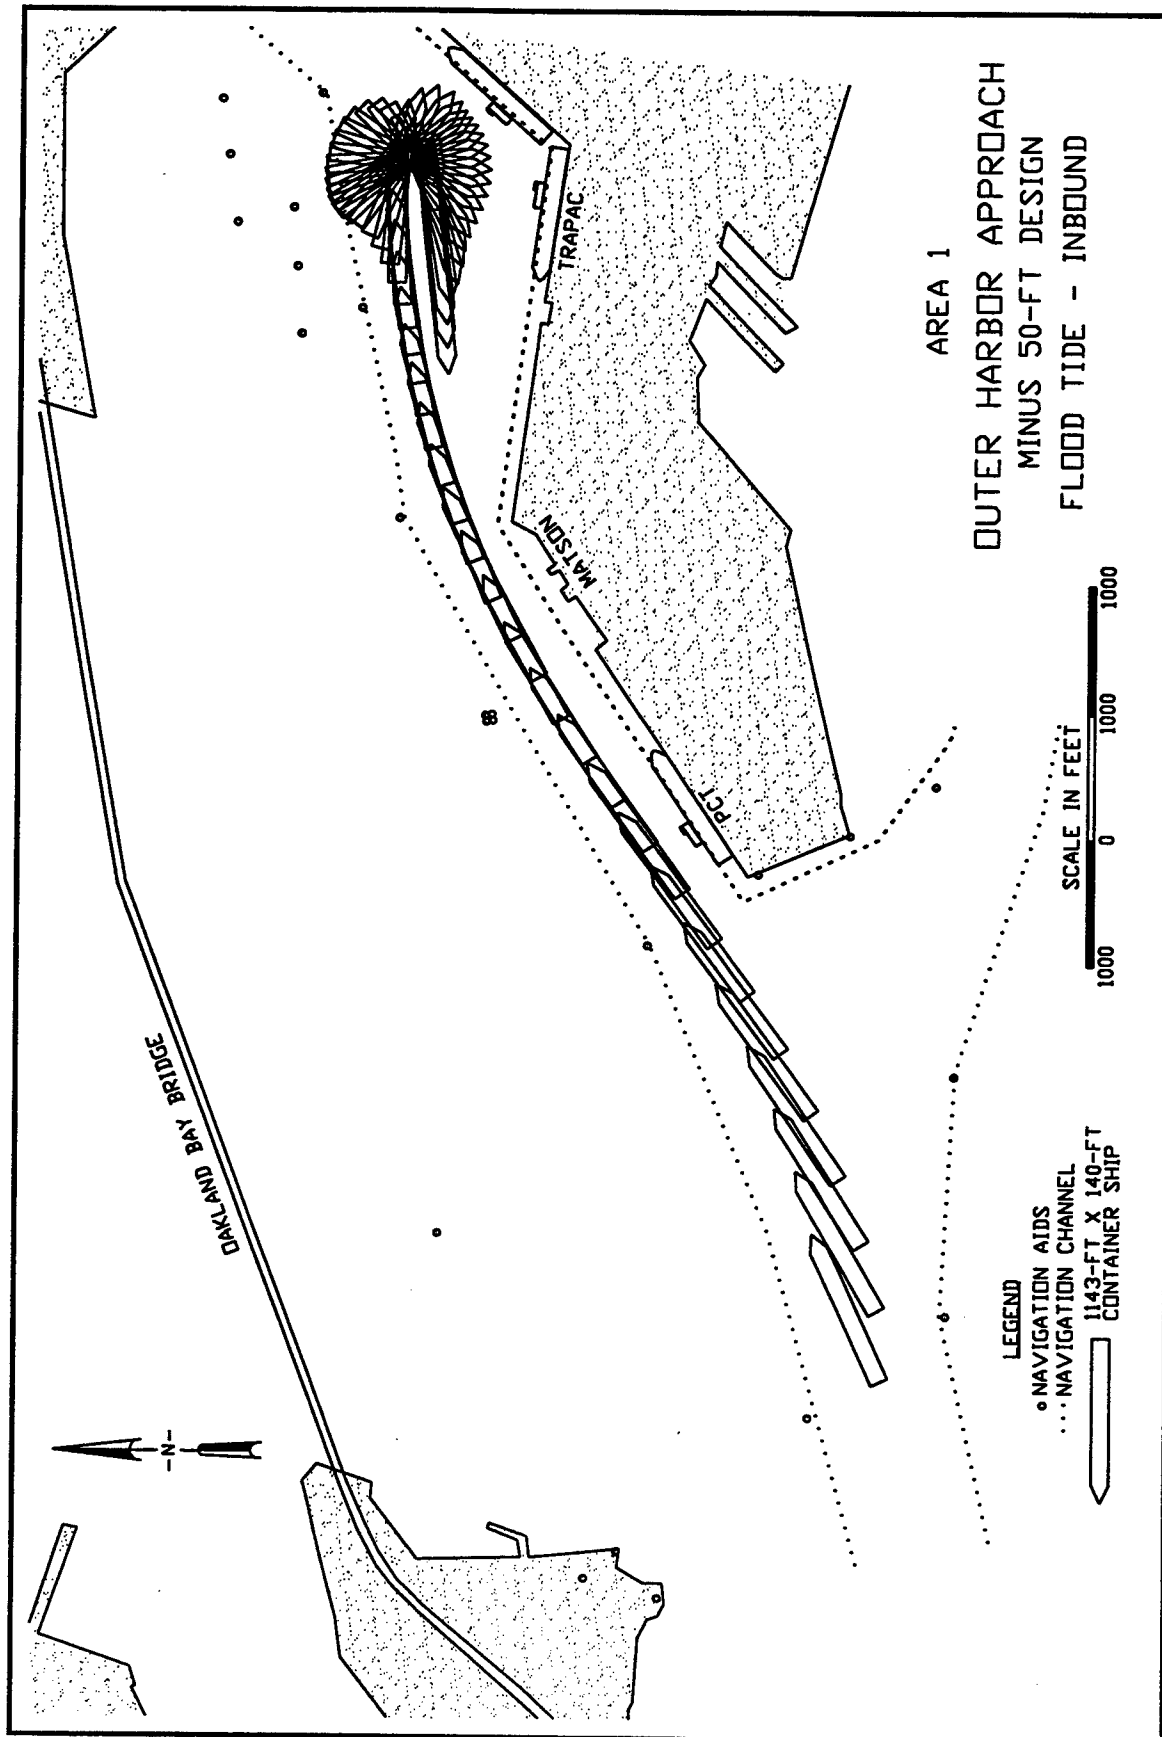 OAKLAND BAY BRIDGE
-N-
TRAPAC
MATSON
PCT
AREA 1
OUTER HARBOR APPROACH
MINUS 50-FT DESIGN
FLOOD TIDE - INBOUND
SCALE IN FEET
1000 0 1000 1000
LEGEND
NAVIGATION AIDS
NAVIGATION CHANNEL
1143-FT X 140-FT
CONTAINER SHIP